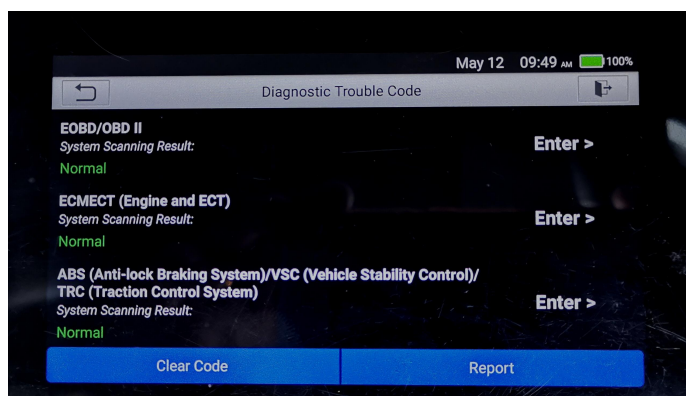 May 12 09:49 AM 100%
Diagnostic Trouble Code
EOBD/OBD II
System Scanning Result:
Enter >
Normal
ECMECT (Engine and ECT)
System Scanning Result:
Enter >
Normal
ABS (Anti-lock Braking System)/VSC (Vehicle Stability Control)/
TRC (Traction Control System)
System Scanning Result:
Enter >
Normal
Clear Code Report